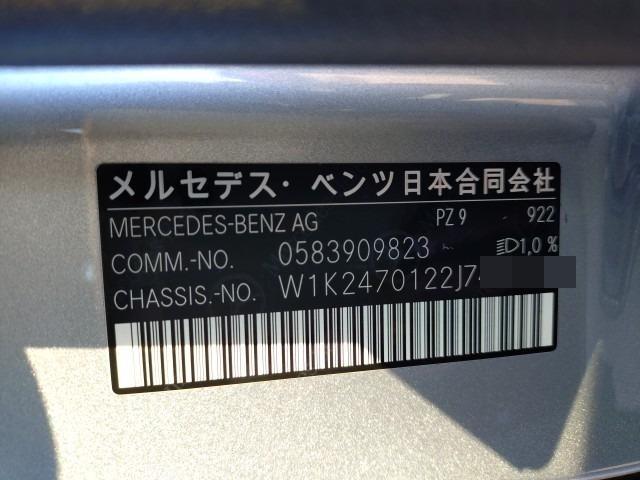 メルセデス・ベンツ日本合同会社
MERCEDES-BENZ AG PZ 9 922
COMM.-NO. 0583909823 1,0 %
CHASSIS.-NO. W1K2470122J7